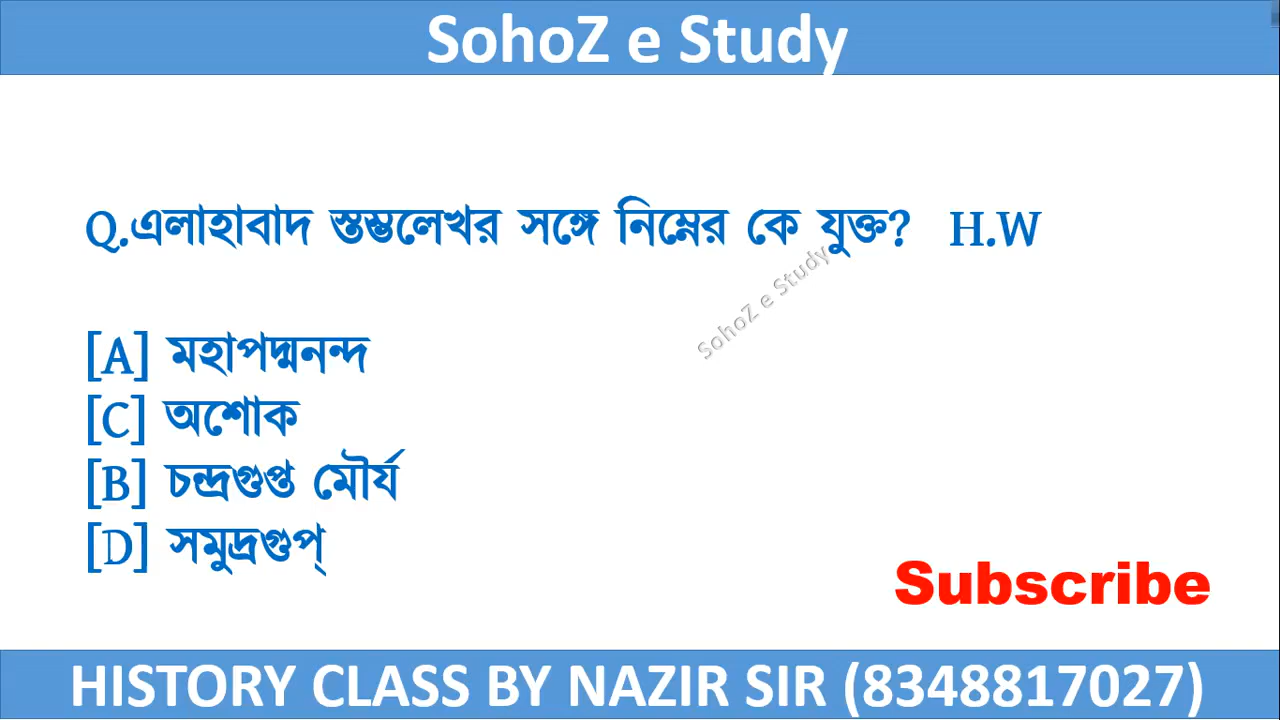 SohoZ e Study
Q.এলাহাবাদ স্তম্ভলেখর সঙ্গে নিম্নের কে যুক্ত? H.W
SohoZ e Study
[A] মহাপদ্মনন্দ
[C] অশোক
[B] চন্দ্রগুপ্ত মৌর্য
[D] সমুদ্রগুপ্
Subscribe
HISTORY CLASS BY NAZIR SIR (8348817027)